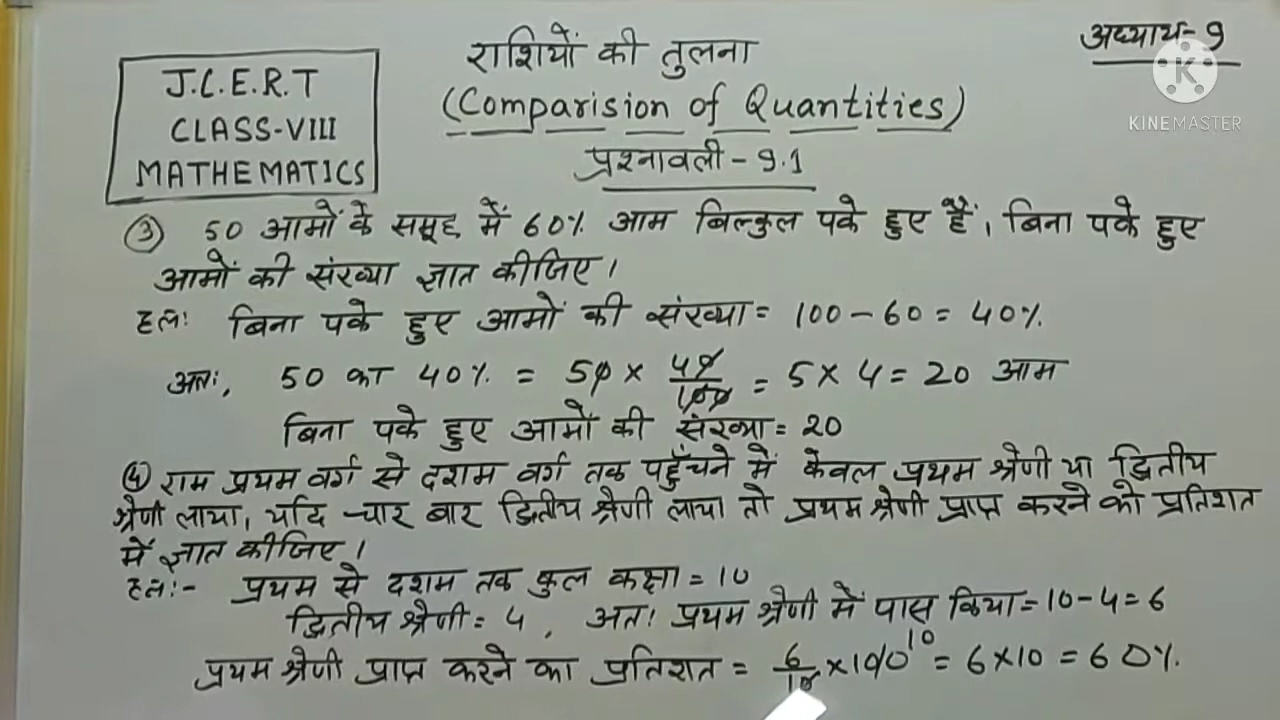 अध्याय-9
राशियों की तुलना
J.C.E.R.T
CLASS-VIII
MATHEMATICS
(Comparision of Quantities)
KINEMASTER
प्रश्नावली-9.1
③ 50 आमों के समूह में 60% आम बिल्कुल पके हुए हैं, बिना पके हुए
आमों की संख्या ज्ञात कीजिए।
हल: बिना पके हुए आमों की संख्या = 100-60 = 40%.
अतः, 50 का 40% = 50 × 40/100 = 5 × 4 = 20 आम
बिना पके हुए आमों की संख्या = 20
④ राम प्रथम वर्ग से दशम वर्ग तक पहुँचने में केवल प्रथम श्रेणी या द्वितीय
श्रेणी लाया, यदि चार बार द्वितीय श्रेणी लाया तो प्रथम श्रेणी प्राप्त करने को प्रतिशत
में ज्ञात कीजिए।
हल:- प्रथम से दशम तक कुल कक्षा = 10
द्वितीय श्रेणी = 4, अतः प्रथम श्रेणी में पास किया = 10-4 = 6
प्रथम श्रेणी प्राप्त करने का प्रतिशत = 6/10 × 100 10 = 6 × 10 = 60%.